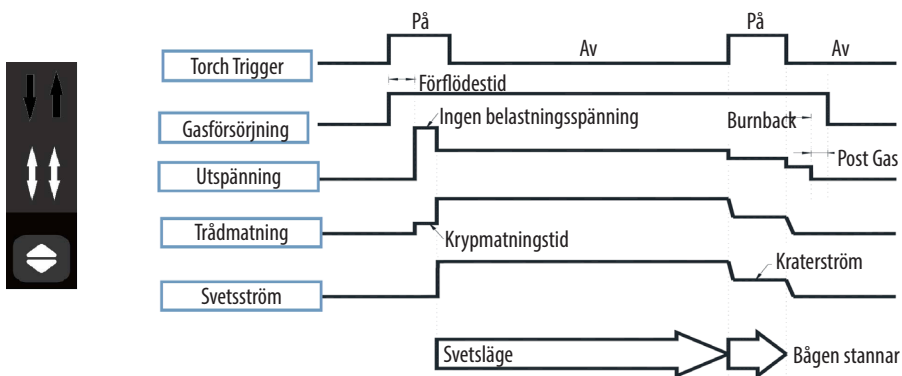 På
På
Av
Av
Torch Trigger
Förflödestid
Gasförsörjning
Ingen belastningsspänning
Burnback
Post Gas
Utspänning
Trådmatning
Krypmatningstid
Kraterström
Svetsström
Svetsläge
Bågen stannar